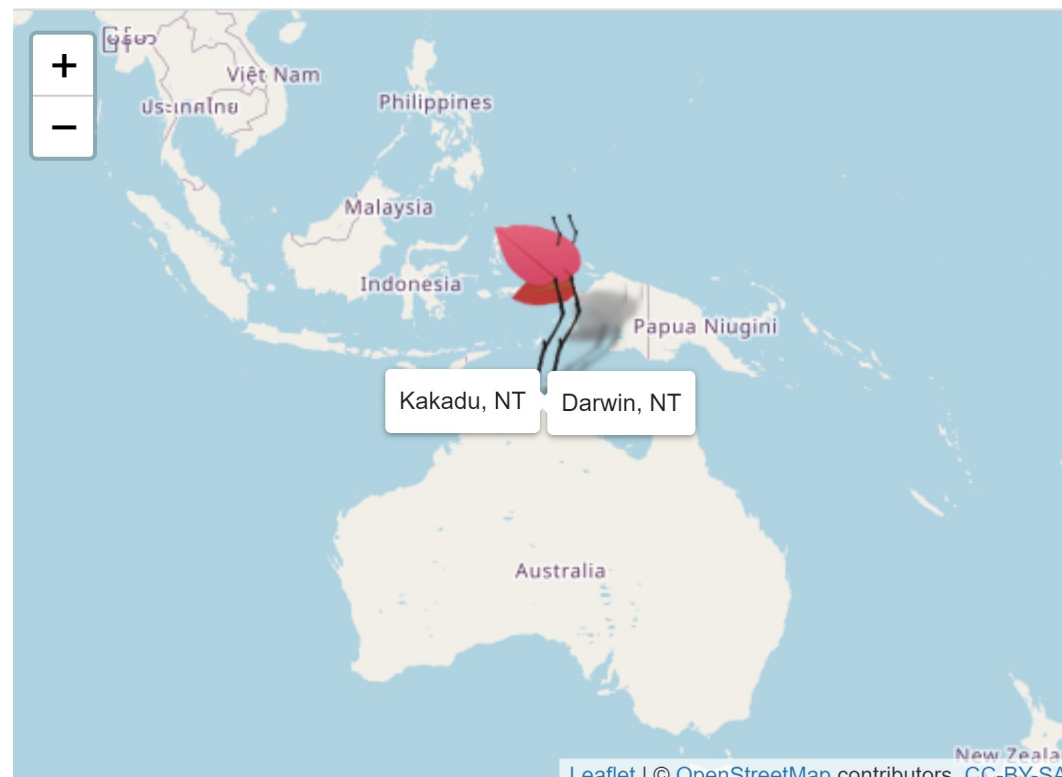 +
မြန်မာ
Việt Nam
ประเทศไทย
Philippines
−
Malaysia
Indonesia
Papua Niugini
Kakadu, NT
Darwin, NT
Australia
New Zeala
Leaflet | © OpenStreetMap contributors, CC-BY-SA